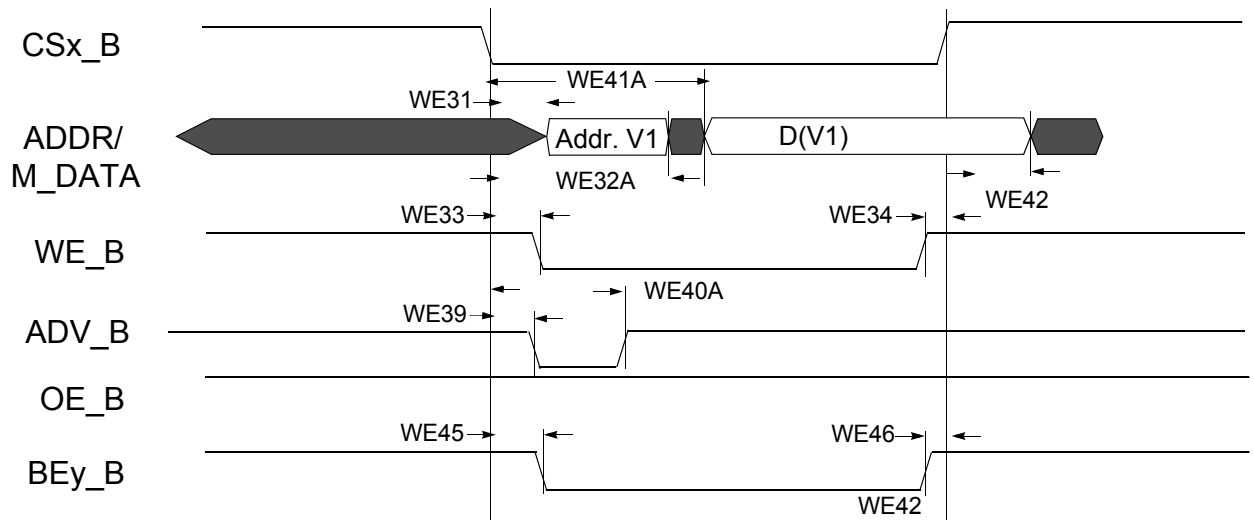 CSx_B
WE41A
WE31
ADDR/
M_DATA
Addr. V1
D(V1)
WE32A
WE42
WE33
WE34
WE_B
WE40A
WE39
ADV_B
OE_B
WE45
WE46
BEy_B
WE42